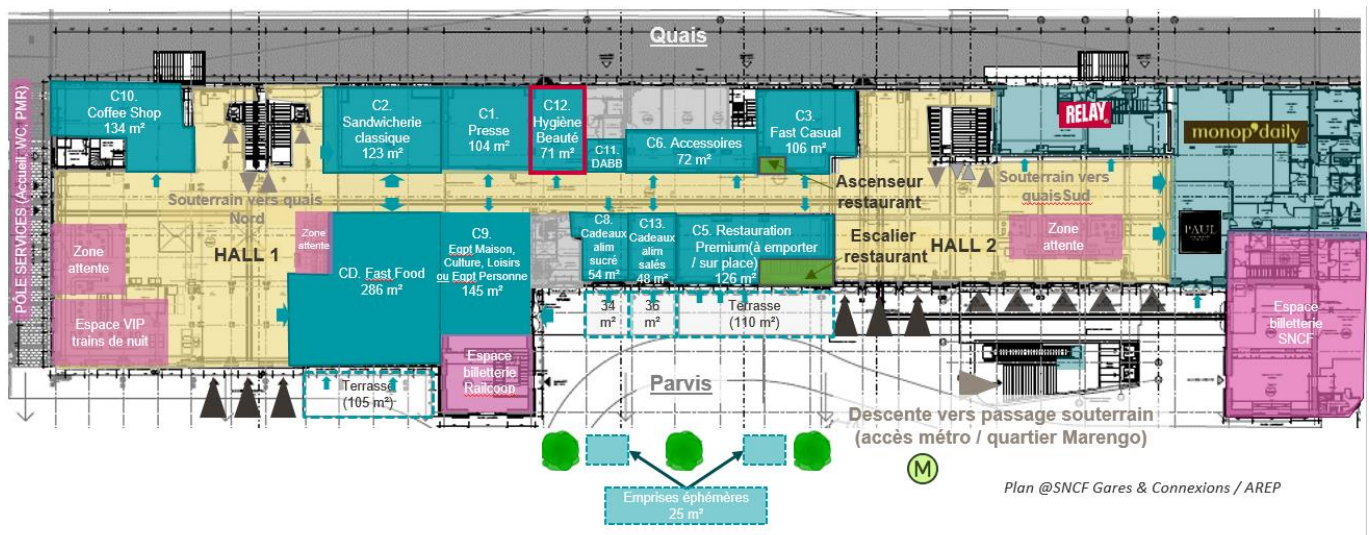 Quais
PÔLE SERVICES (Accueil, WC, PMR)
C10.
Coffee Shop
134 m²
C2.
Sandwicherie
classique
123 m²
C1.
Presse
104 m²
C12.
Hygiène
Beauté
71 m²
C11.
DABB
C6. Accessoires
72 m²
C3.
Fast Casual
106 m²
RELAY
monop'daily
Souterrain vers quais
Nord
Ascenseur
restaurant
Souterrain vers
quaisSud
Zone
attente
HALL 1
Zone
attente
CD. Fast Food
286 m²
C9.
Eqpt Maison,
Culture, Loisirs
ou Eqpt Personne
145 m²
C8.
Cadeaux
alim
sucré
54 m²
C13.
Cadeaux
alim
salés
48 m²
C5. Restauration
Premium(à emporter
/ sur place)
126 m²
Escalier
restaurant
HALL 2
Zone
attente
PAUL
Espace VIP
trains de nuit
34
m²
36
m²
Terrasse
(110 m²)
Espace
billetterie
SNCF
Espace
billetterie
Railcoop
Terrasse
(105 m²)
Parvis
Descente vers passage souterrain
(accès métro / quartier Marengo)
M
Emprises éphémères
25 m²
Plan @SNCF Gares & Connexions / AREP